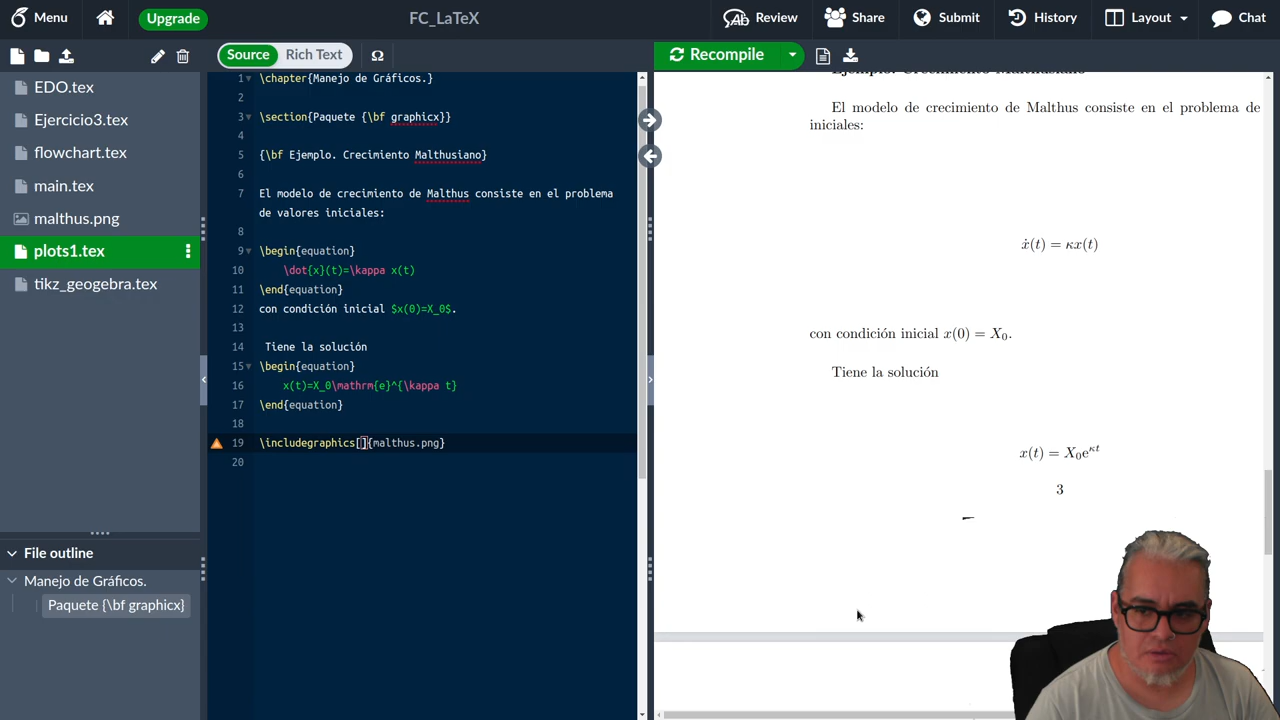 Menu
Upgrade
FC_LaTeX
Review
Share
Submit
History
Layout
Chat
Source
Rich Text
Ω
Recompile
EDO.tex
Ejercicio3.tex
flowchart.tex
main.tex
malthus.png
plots1.tex
tikz_geogebra.tex
File outline
Manejo de Gráficos.
Paquete {\bf graphicx}
1 \chapter{Manejo de Gráficos.}
2
3 \section{Paquete {\bf graphicx}}
4
5 {\bf Ejemplo. Crecimiento Malthusiano}
6
7 El modelo de crecimiento de Malthus consiste en el problema
de valores iniciales:
8
9 \begin{equation}
10 \dot{x}(t)=\kappa x(t)
11 \end{equation}
12 con condición inicial $x(0)=X_0$.
13
14 Tiene la solución
15 \begin{equation}
16 x(t)=X_0\mathrm{e}^{\kappa t}
17 \end{equation}
18
19 \includegraphics[]{malthus.png}
20
Ejemplo. Crecimiento Malthusiano
El modelo de crecimiento de Malthus consiste en el problema de
iniciales:
ẋ(t) = κx(t)
con condición inicial x(0) = X₀.
Tiene la solución
x(t) = X₀e^{κt}
3